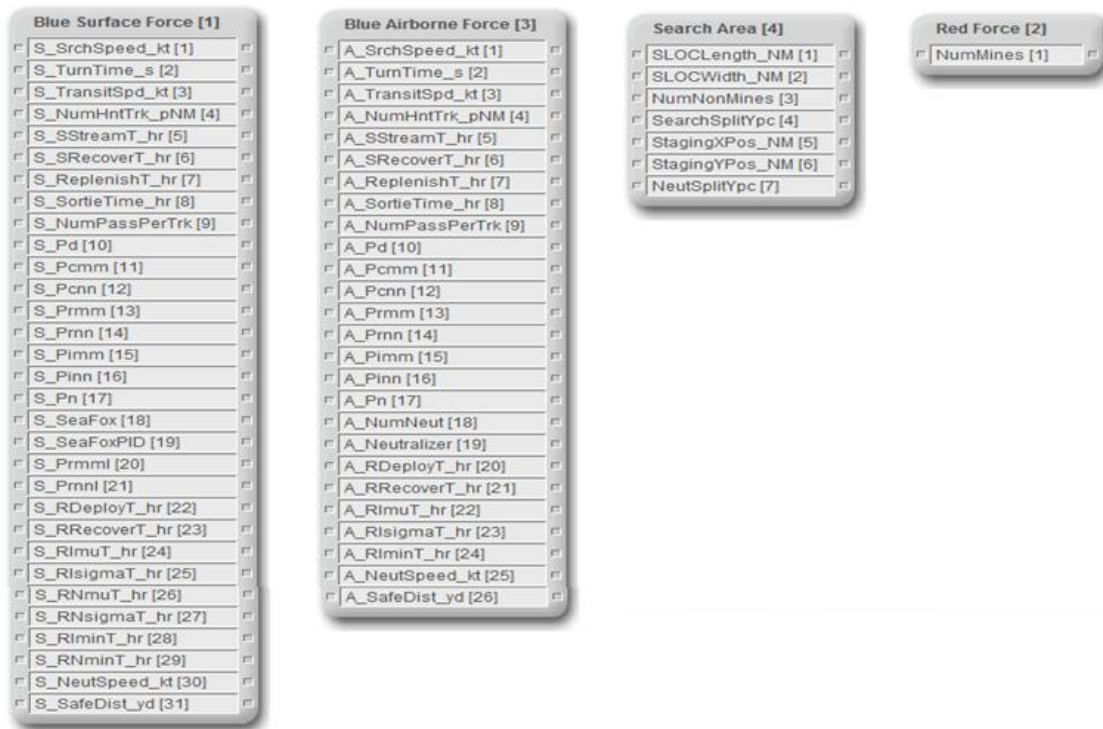 Blue Surface Force [1]
S_SrchSpeed_kt [1]
S_TurnTime_s [2]
S_TransitSpd_kt [3]
S_NumHntTrk_pNM [4]
S_SStreamT_hr [5]
S_SRecoverT_hr [6]
S_ReplenishT_hr [7]
S_SortieTime_hr [8]
S_NumPassPerTrk [9]
S_Pd [10]
S_Pcmm [11]
S_Pcnn [12]
S_Prmm [13]
S_Prnn [14]
S_Pimm [15]
S_Pinn [16]
S_Pn [17]
S_SeaFox [18]
S_SeaFoxPID [19]
S_PrmmI [20]
S_PrnnI [21]
S_RDeployT_hr [22]
S_RRecoverT_hr [23]
S_RImuT_hr [24]
S_RIsigmaT_hr [25]
S_RNmuT_hr [26]
S_RNsigmaT_hr [27]
S_RIminT_hr [28]
S_RNminT_hr [29]
S_NeutSpeed_kt [30]
S_SafeDist_yd [31]
Blue Airborne Force [3]
A_SrchSpeed_kt [1]
A_TurnTime_s [2]
A_TransitSpd_kt [3]
A_NumHntTrk_pNM [4]
A_SStreamT_hr [5]
A_SRecoverT_hr [6]
A_ReplenishT_hr [7]
A_SortieTime_hr [8]
A_NumPassPerTrk [9]
A_Pd [10]
A_Pcmm [11]
A_Pcnn [12]
A_Prmm [13]
A_Prnn [14]
A_Pimm [15]
A_Pinn [16]
A_Pn [17]
A_NumNeut [18]
A_Neutralizer [19]
A_RDeployT_hr [20]
A_RRecoverT_hr [21]
A_RImuT_hr [22]
A_RIsigmaT_hr [23]
A_RIminT_hr [24]
A_NeutSpeed_kt [25]
A_SafeDist_yd [26]
Search Area [4]
SLOCLength_NM [1]
SLOCWidth_NM [2]
NumNonMines [3]
SearchSplitYpc [4]
StagingXPos_NM [5]
StagingYPos_NM [6]
NeutSplitYpc [7]
Red Force [2]
NumMines [1]